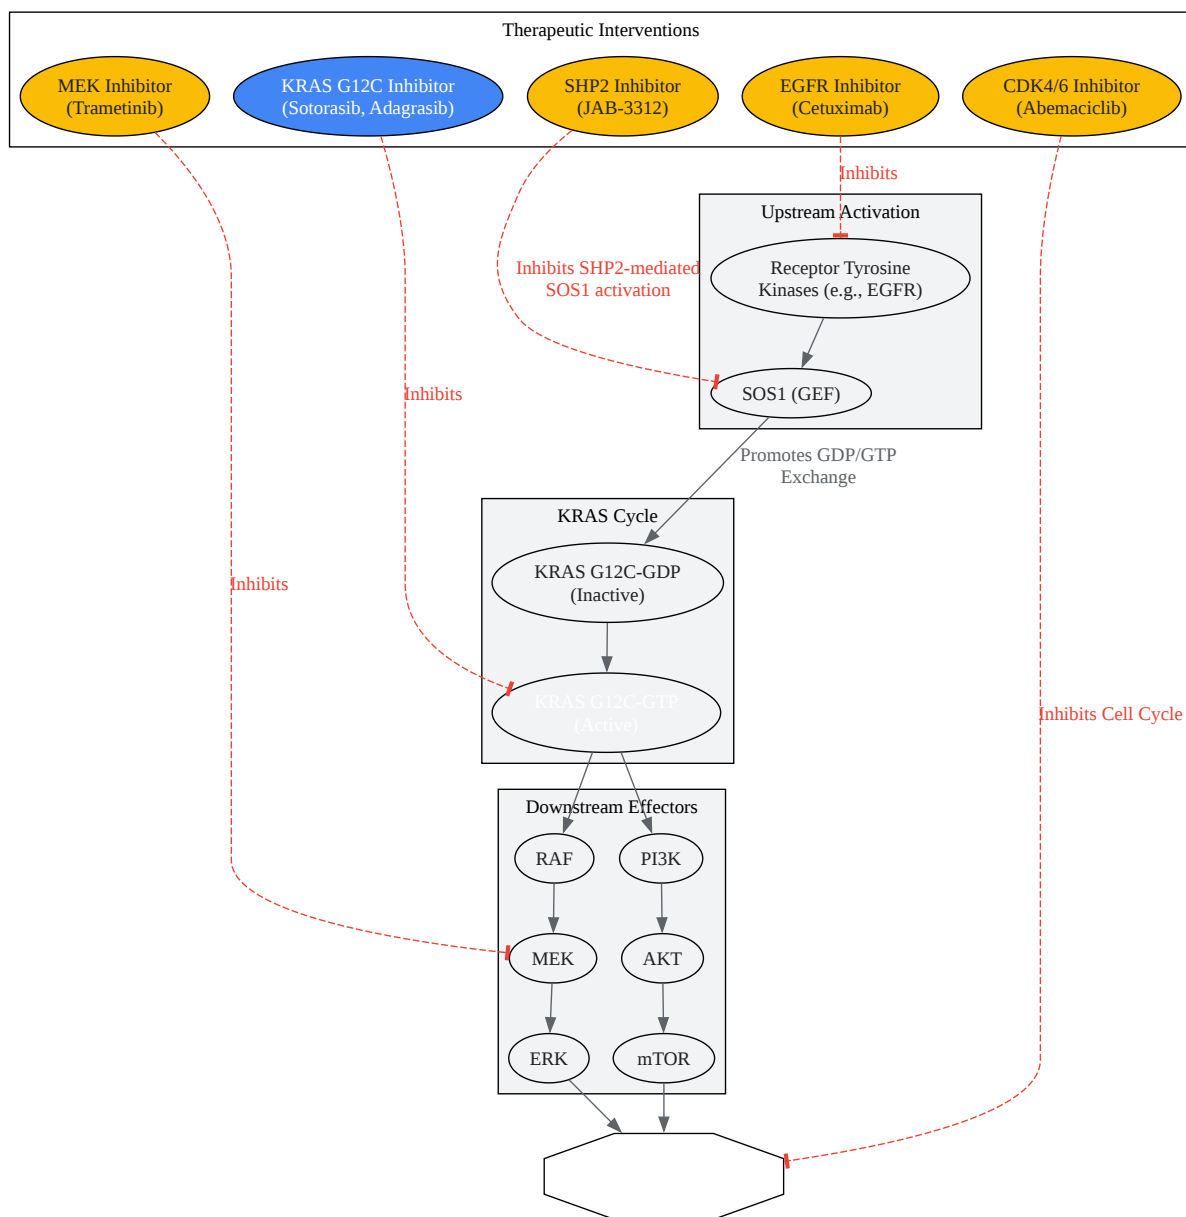 Therapeutic Interventions
MEK Inhibitor
(Trametinib)
KRAS G12C Inhibitor
(Sotorasib, Adagrasib)
SHP2 Inhibitor
(JAB-3312)
EGFR Inhibitor
(Cetuximab)
CDK4/6 Inhibitor
(Abemaciclib)
Inhibits
Upstream Activation
Receptor Tyrosine
Kinases (e.g., EGFR)
Inhibits SHP2-mediated
SOS1 activation
SOS1 (GEF)
Inhibits
Promotes GDP/GTP
Exchange
KRAS Cycle
KRAS G12C-GDP
(Inactive)
Inhibits
KRAS G12C-GTP
(Active)
Inhibits Cell Cycle
Downstream Effectors
RAF
PI3K
MEK
AKT
ERK
mTOR